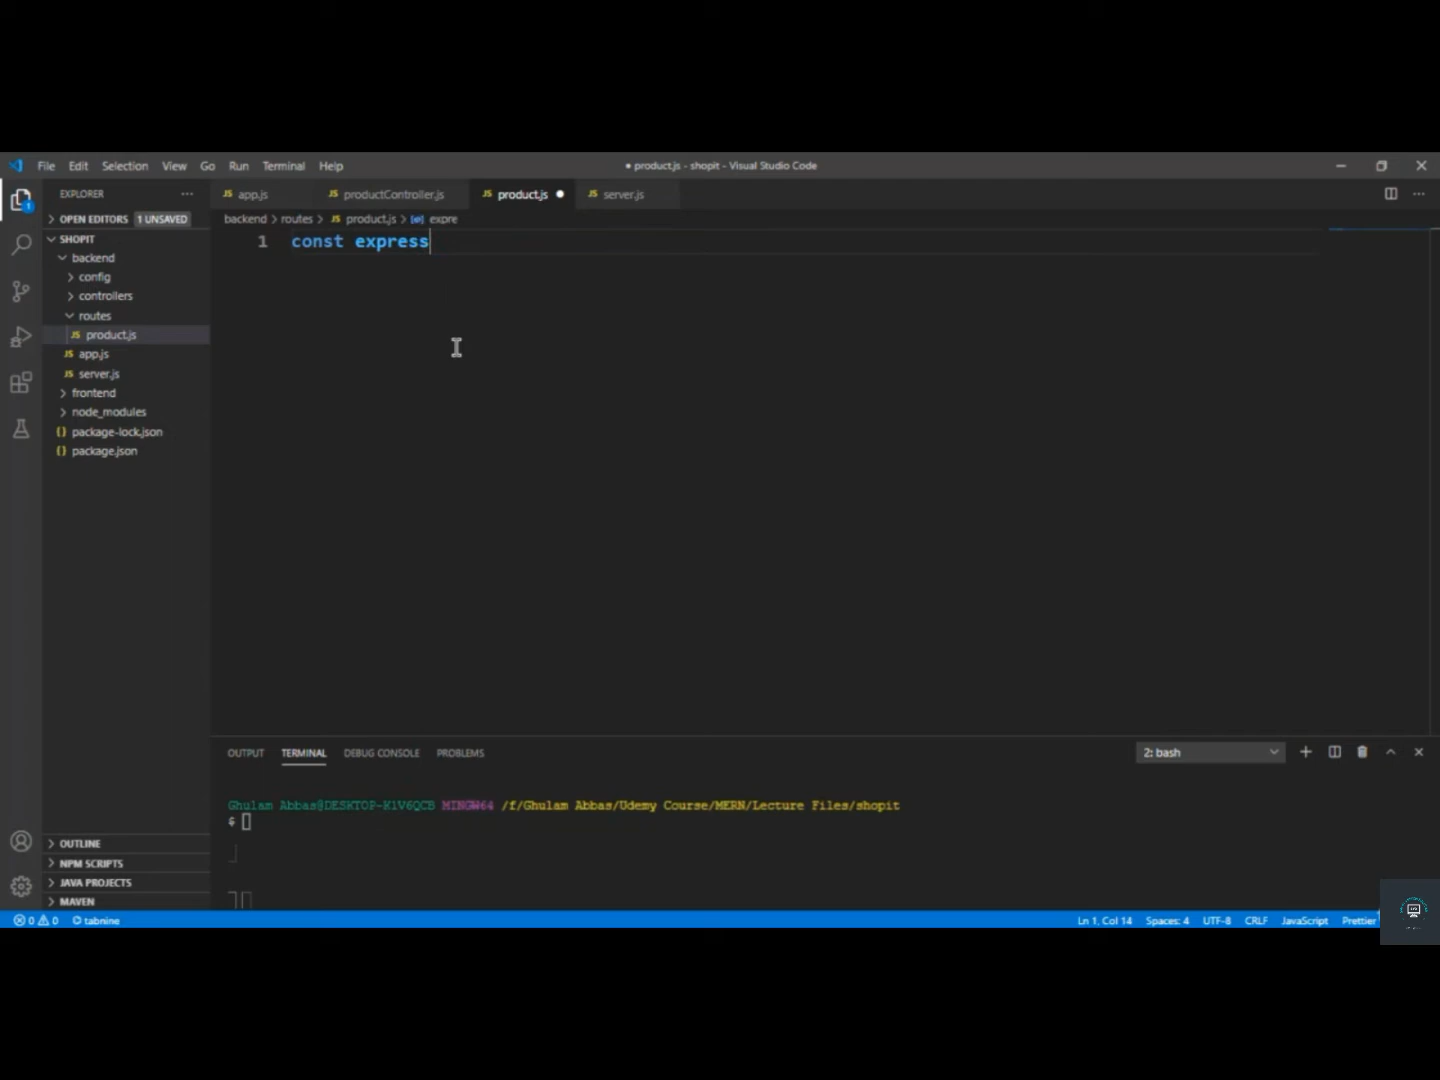 File Edit Selection View Go Run Terminal Help
● product.js - shopit - Visual Studio Code
EXPLORER ···
JS app.js
JS productController.js
JS product.js ●
JS server.js
OPEN EDITORS 1 UNSAVED
backend > routes > JS product.js > expre
SHOPIT
1 const express
backend
config
controllers
routes
JS product.js
JS app.js
JS server.js
frontend
node_modules
{} package-lock.json
{} package.json
OUTPUT TERMINAL DEBUG CONSOLE PROBLEMS
2: bash
Ghulam Abbas@DESKTOP-K1V6QCB MINGW64 /f/Ghulam Abbas/Udemy Course/MERN/Lecture Files/shopit
$
OUTLINE
NPM SCRIPTS
JAVA PROJECTS
MAVEN
0 0 tabnine
Ln 1, Col 14 Spaces: 4 UTF-8 CRLF JavaScript Prettier